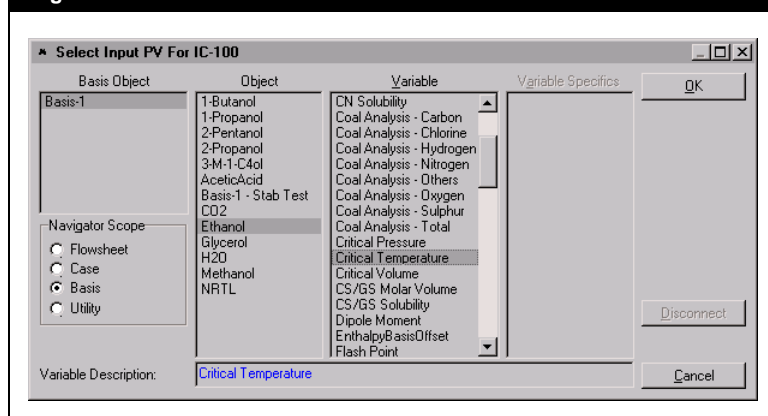 Select Input PV For IC-100
Basis Object
Object
Variable
Variable Specifics
OK
Basis-1
1-Butanol
1-Propanol
2-Pentanol
2-Propanol
3-M-1-C4ol
AceticAcid
Basis-1 - Stab Test
CO2
Ethanol
Glycerol
H2O
Methanol
NRTL
CN Solubility
Coal Analysis - Carbon
Coal Analysis - Chlorine
Coal Analysis - Hydrogen
Coal Analysis - Nitrogen
Coal Analysis - Others
Coal Analysis - Oxygen
Coal Analysis - Sulphur
Coal Analysis - Total
Critical Pressure
Critical Temperature
Critical Volume
CS/GS Molar Volume
CS/GS Solubility
Dipole Moment
EnthalpyBasisOffset
Flash Point
Navigator Scope
Flowsheet
Case
Basis
Utility
Disconnect
Variable Description:
Critical Temperature
Cancel